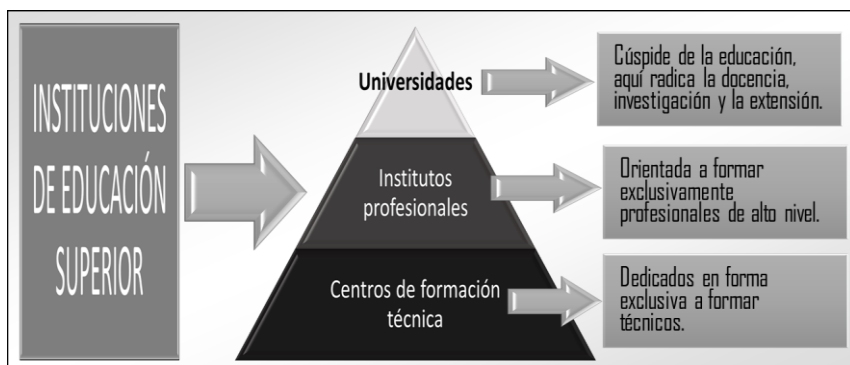 INSTITUCIONES
DE EDUCACIÓN
SUPERIOR
Universidades
Cúspide de la educación,
aquí radica la docencia,
investigación y la extensión.
Institutos
profesionales
Orientada a formar
exclusivamente
profesionales de alto nivel.
Centros de formación
técnica
Dedicados en forma
exclusiva a formar
técnicos.